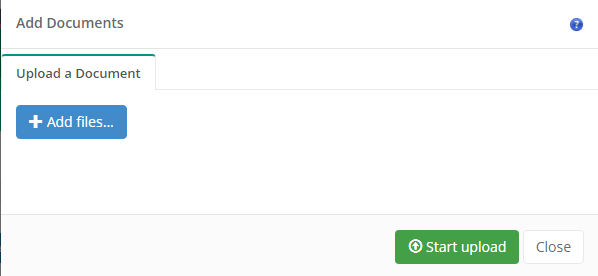 Add Documents
?
Upload a Document
Add files...
Start upload
Close